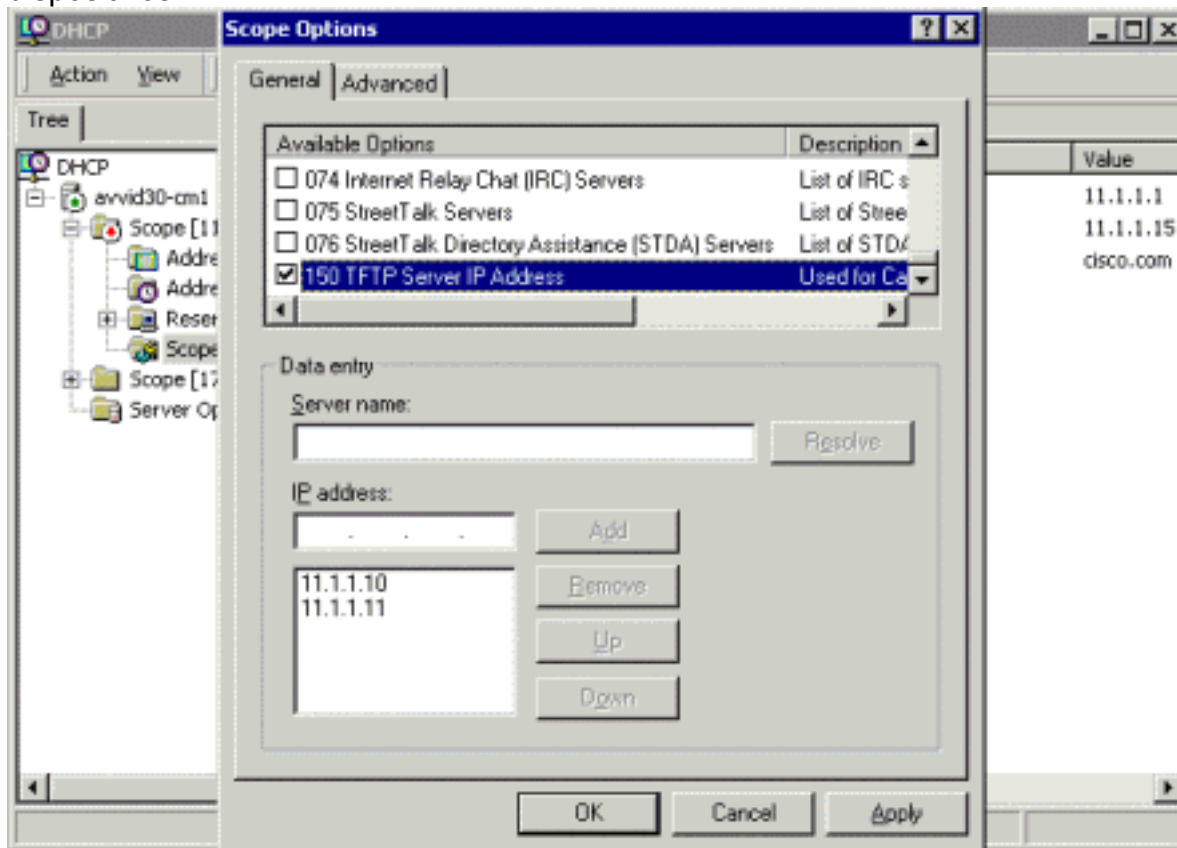 DHCP
Action View
Tree
DHCP
avvid30-cm1
Scope [11
Addre
Addre
Reser
Scope
Scope [17
Server Op
Scope Options
General
Advanced
Available Options Description
074 Internet Relay Chat (IRC) Servers List of IRC s
075 StreetTalk Servers List of Stree
076 StreetTalk Directory Assistance (STDA) Servers List of STDA
150 TFTP Server IP Address Used for Ca
Data entry
Server name:
Resolve
IP address:
Add
11.1.1.10
11.1.1.11
Remove
Up
Down
OK Cancel Apply
Value
11.1.1.1
11.1.1.15
cisco.com